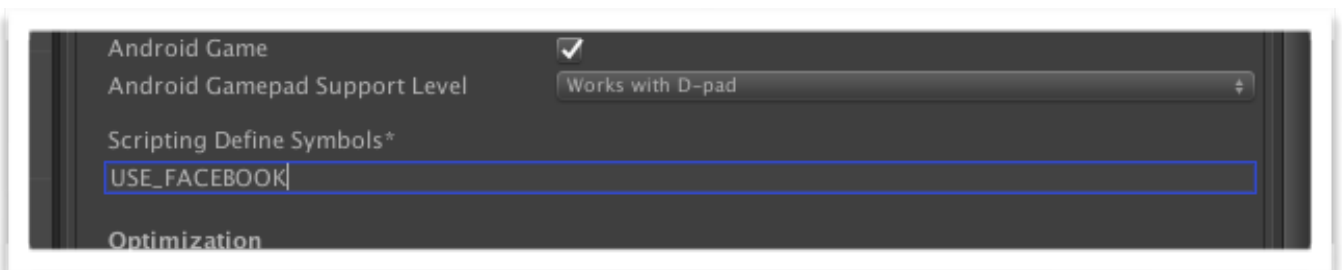 Android Game
Android Gamepad Support Level Works with D-pad
Scripting Define Symbols*
USE_FACEBOOK
Optimization